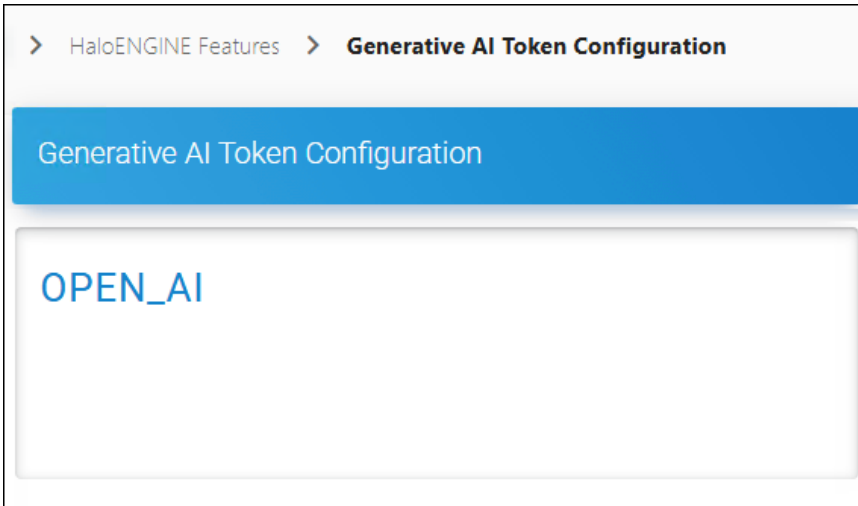 > HaloENGINE Features > Generative AI Token Configuration
Generative AI Token Configuration
OPEN_AI